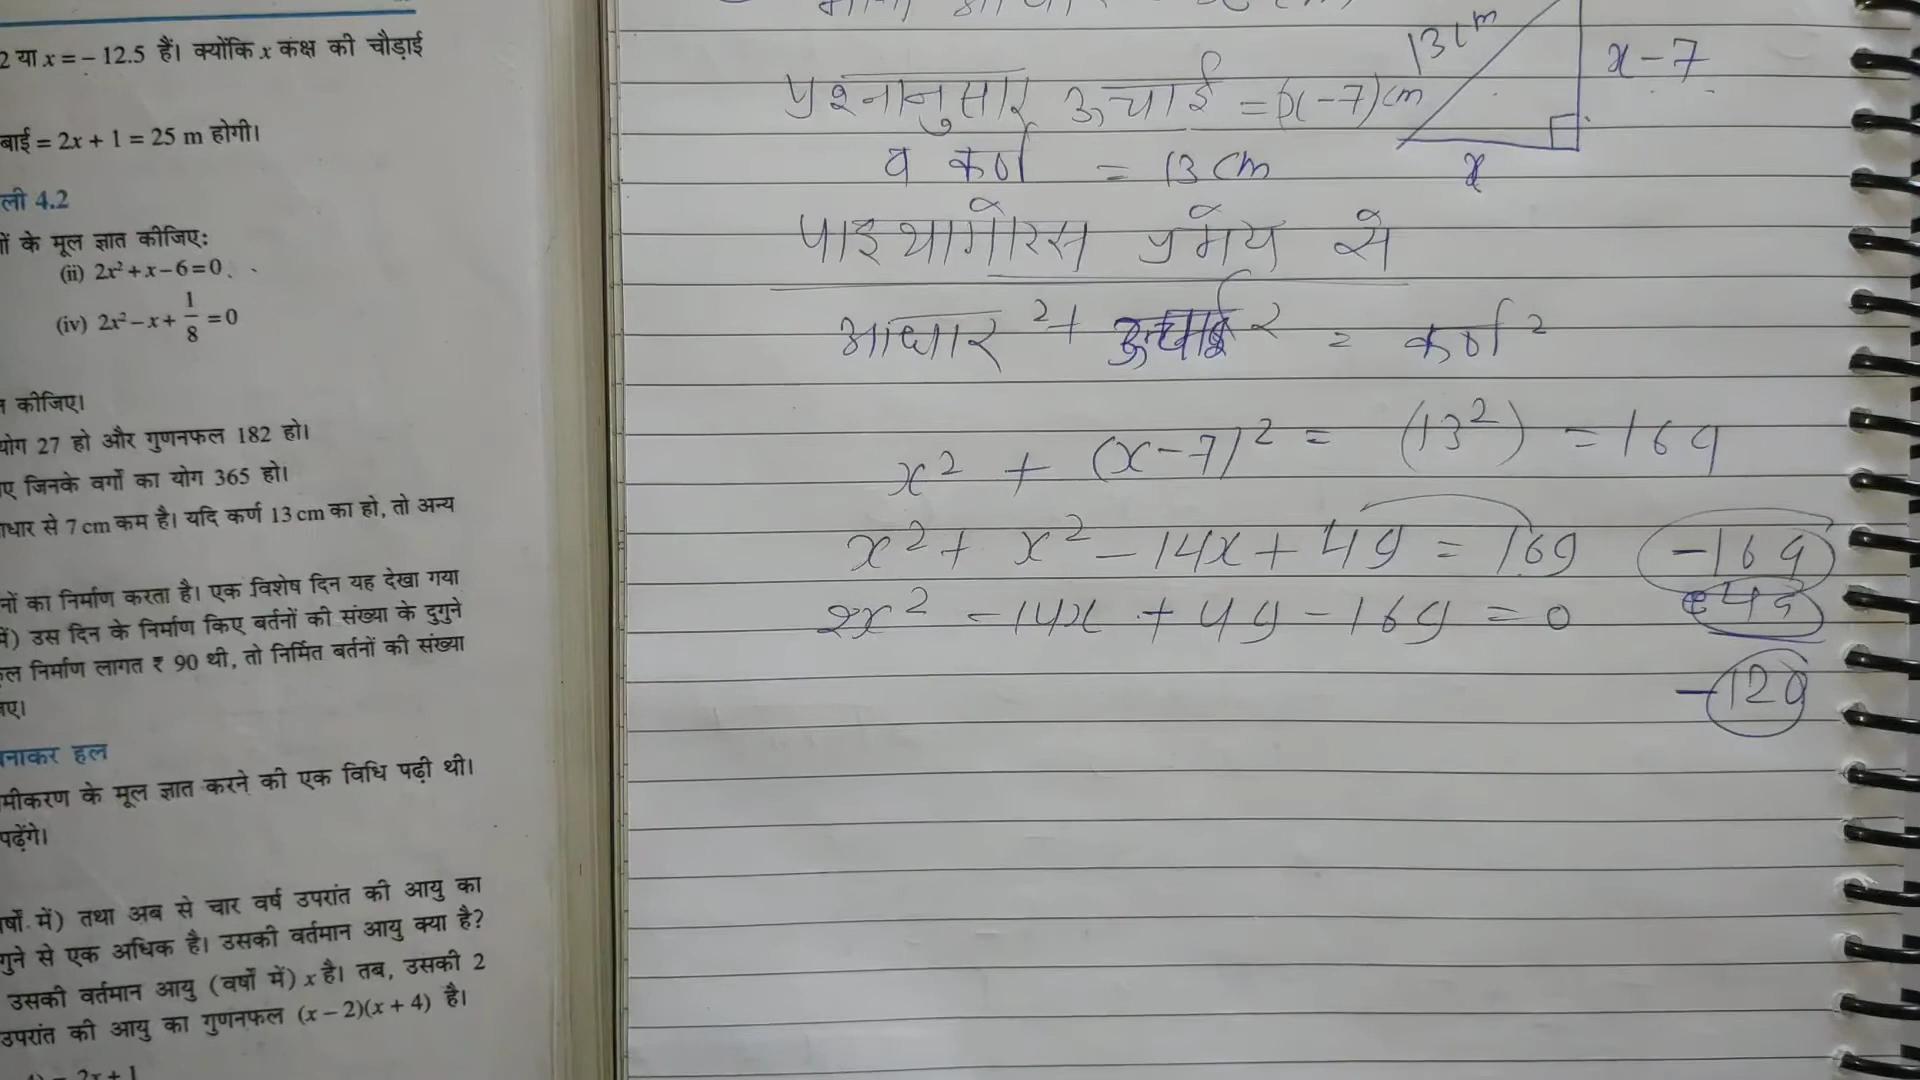 2 या x = – 12.5 हैं। क्योंकि x कक्ष की चौड़ाई
बाई = 2x + 1 = 25 m होगी।
ली 4.2
ों के मूल ज्ञात कीजिए:
(ii) 2x² + x – 6 = 0
(iv) 2x² – x + 1/8 = 0
कीजिए।
योग 27 हो और गुणनफल 182 हो।
ए जिनके वर्गों का योग 365 हो।
ाधार से 7 cm कम है। यदि कर्ण 13 cm का हो, तो अन्य
नों का निर्माण करता है। एक विशेष दिन यह देखा गया
में) उस दिन के निर्माण किए बर्तनों की संख्या के दुगुने
ुल निर्माण लागत ₹ 90 थी, तो निर्मित बर्तनों की संख्या
िए।
नाकर हल
मीकरण के मूल ज्ञात करने की एक विधि पढ़ी थी।
पढ़ेंगे।
र्षों में) तथा अब से चार वर्ष उपरांत की आयु का
गुने से एक अधिक है। उसकी वर्तमान आयु क्या है?
उसकी वर्तमान आयु (वर्षों में) x है। तब, उसकी 2
उपरांत की आयु का गुणनफल (x – 2)(x + 4) है।
= 2x + 1
13cm
x – 7
x
प्रश्नानुसार ऊचाई = (x – 7) cm
व कर्ण = 13 cm
पाइथागोरस प्रमेय से
आधार² + ऊचाई² = कर्ण²
x² + (x – 7)² = (13²) = 169
x² + x² – 14x + 49 = 169
2x² – 14x + 49 – 169 = 0
– 169
49
– 120